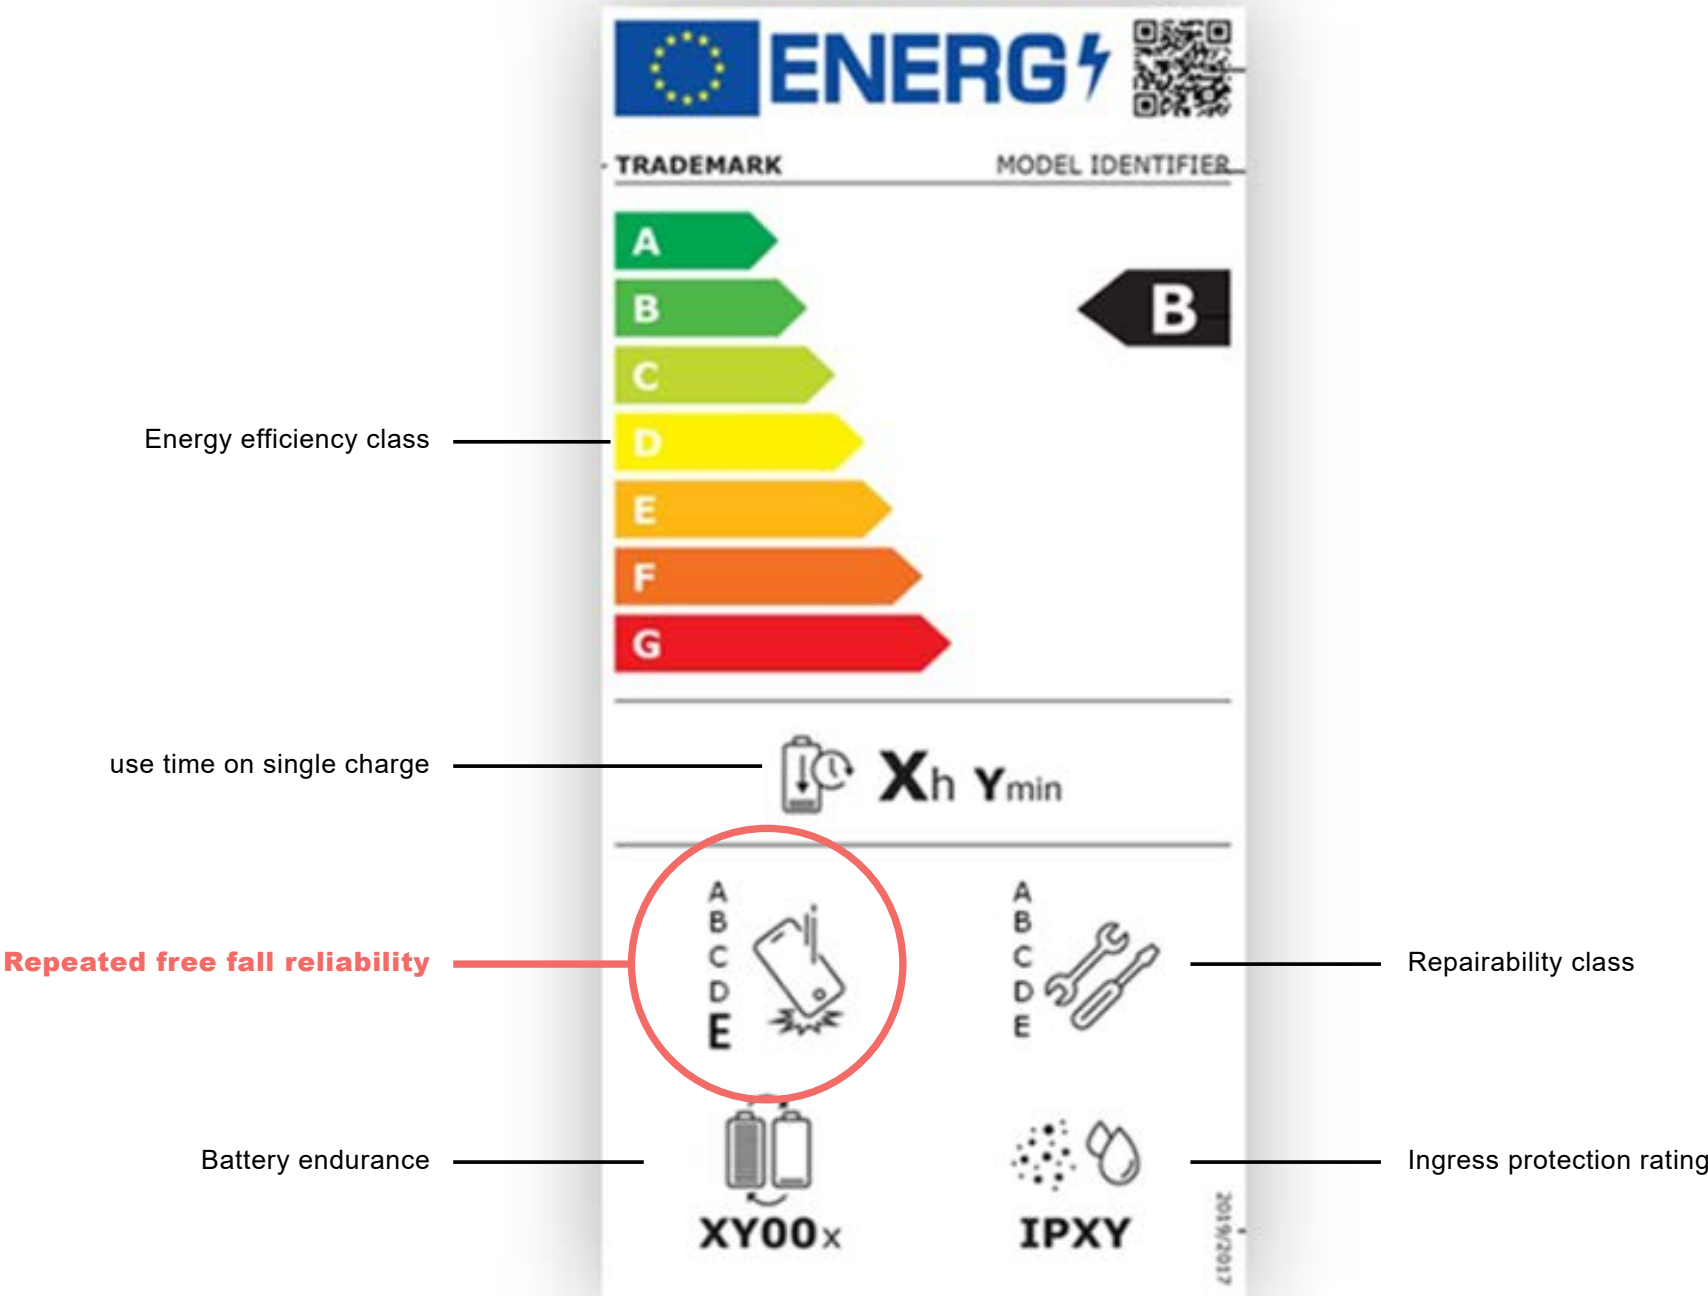 ENERG
TRADEMARK
MODEL IDENTIFIER
A
B
B
C
Energy efficiency class
D
E
F
G
use time on single charge
Xh Ymin
A
B
C
D
E
Repeated free fall reliability
A
B
C
D
E
Repairability class
Battery endurance
XY00x
Ingress protection rating
IPXY
2019/2017